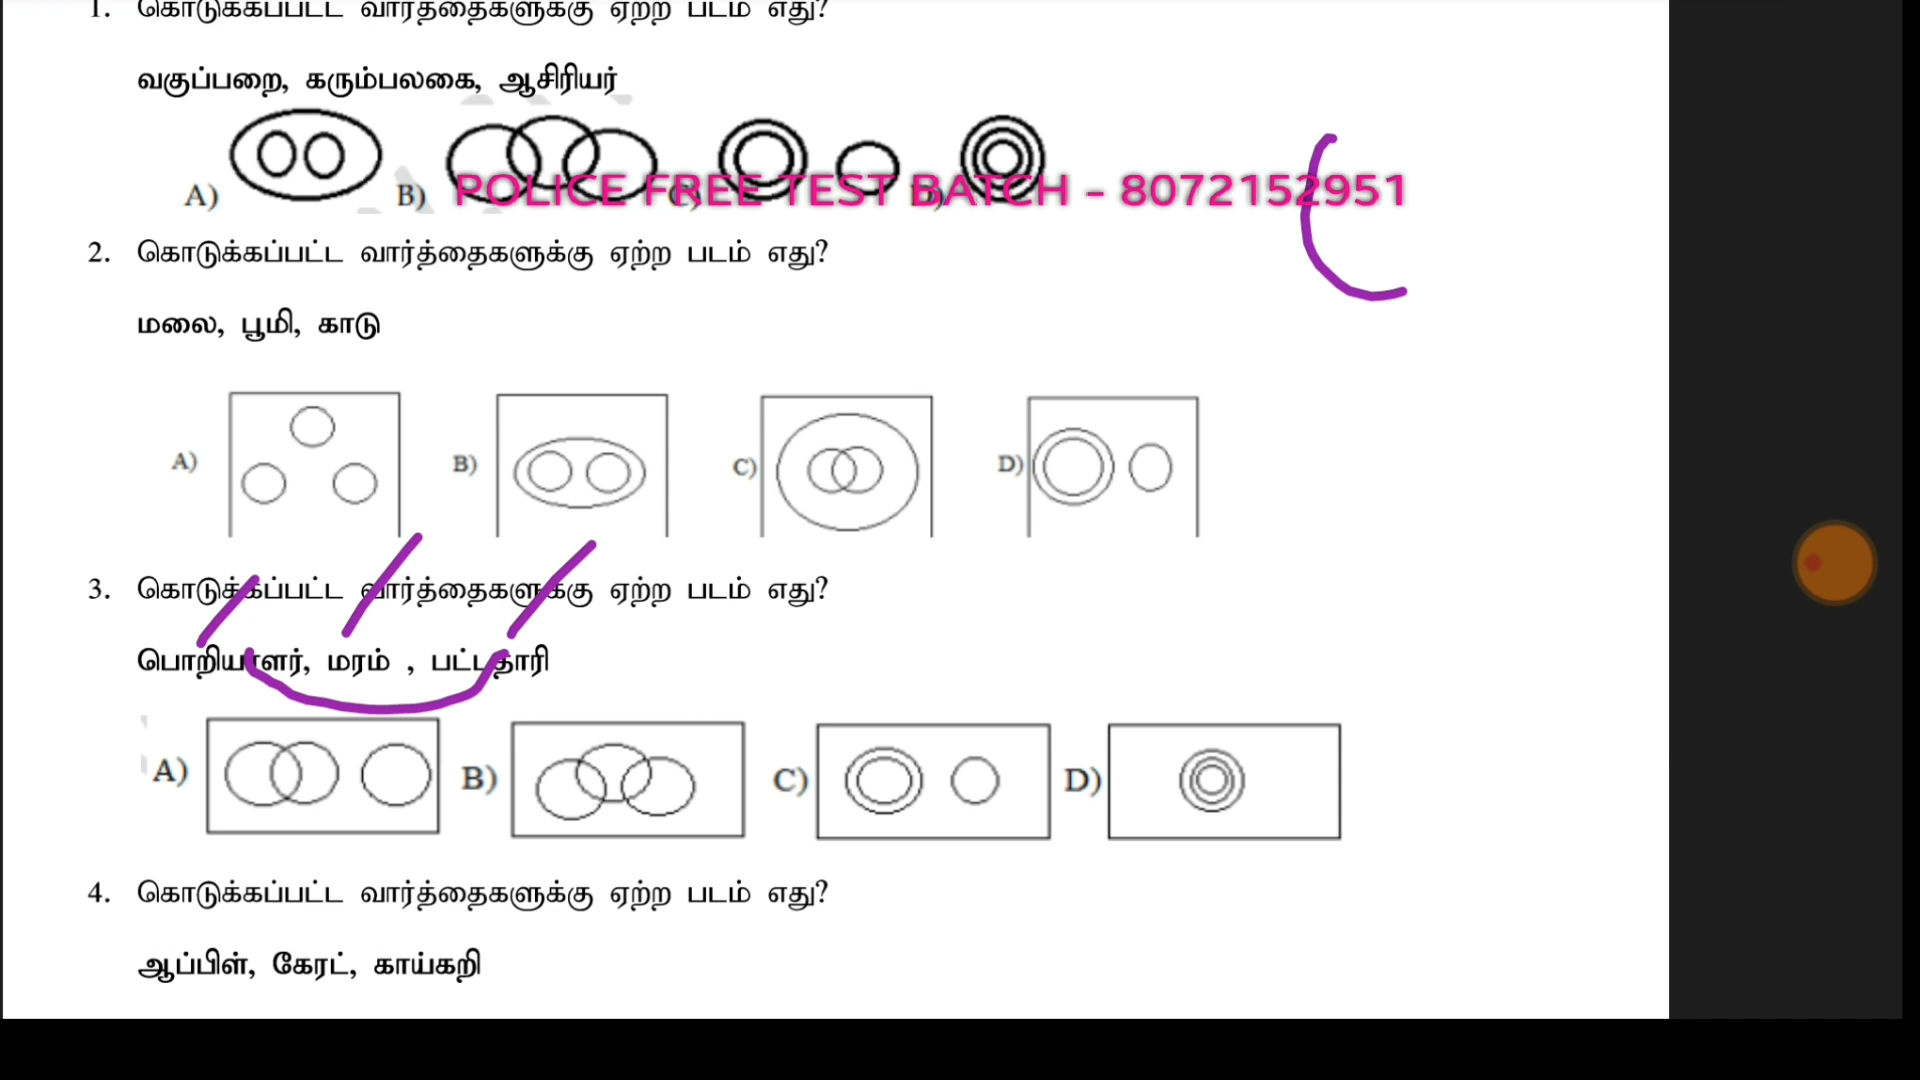 1. கொடுக்கப்பட்ட வார்த்தைகளுக்கு ஏற்ற படம் எது?
வகுப்பறை, கரும்பலகை, ஆசிரியர்
A) B) C) D)
POLICE FREE TEST BATCH - 8072152951
2. கொடுக்கப்பட்ட வார்த்தைகளுக்கு ஏற்ற படம் எது?
மலை, பூமி, காடு
A) B) C) D)
3. கொடுக்கப்பட்ட வார்த்தைகளுக்கு ஏற்ற படம் எது?
பொறியாளர், மரம் , பட்டதாரி
A) B) C) D)
4. கொடுக்கப்பட்ட வார்த்தைகளுக்கு ஏற்ற படம் எது?
ஆப்பிள், கேரட், காய்கறி